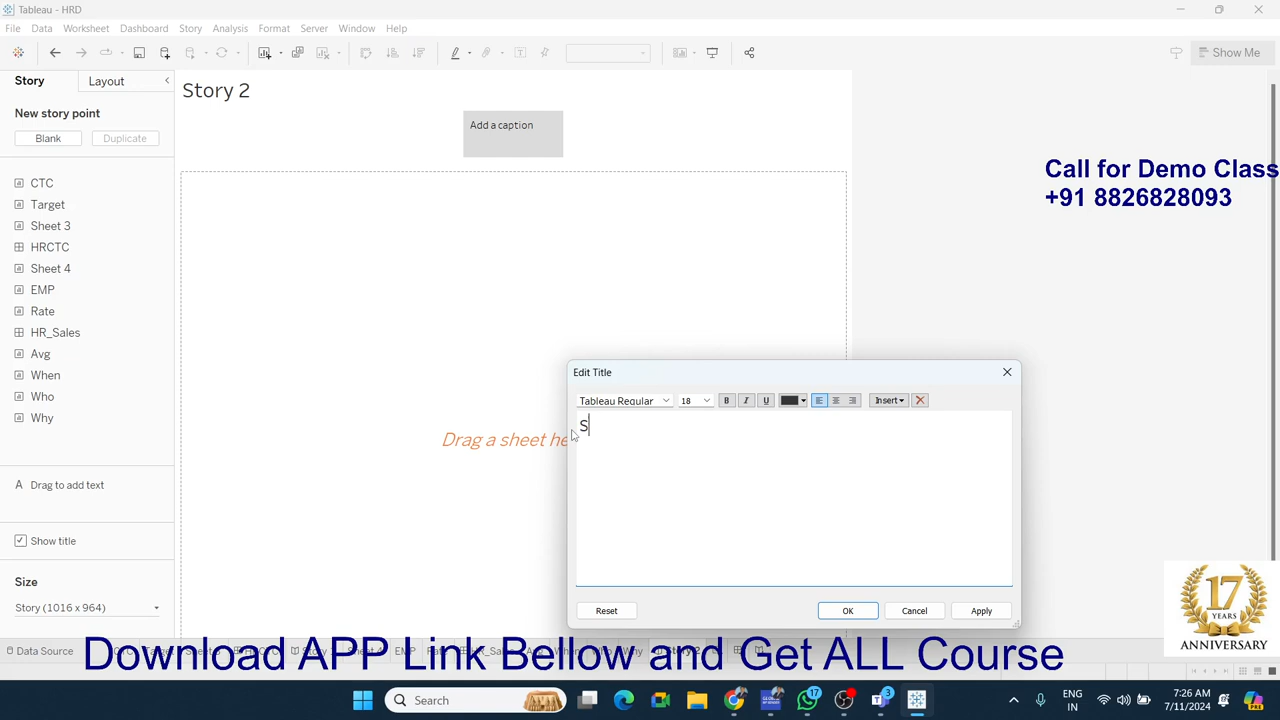 Tableau - HRD
File Data Worksheet Dashboard Story Analysis Format Server Window Help
Show Me
Story Layout
Story 2
New story point
Blank Duplicate
Add a caption
CTC
Target
Sheet 3
HRCTC
Sheet 4
EMP
Rate
HR_Sales
Avg
When
Who
Why
Call for Demo Class
+91 8826828093
Drag a sheet he
Edit Title
Tableau Regular 18 B I U Insert
S
Reset OK Cancel Apply
A Drag to add text
Show title
Size
Story (1016 x 964)
Data Source
Download APP Link Bellow and Get ALL Course
17
YEARS
ANNIVERSARY
Search
17
3
ENG
IN
7:26 AM
7/11/2024